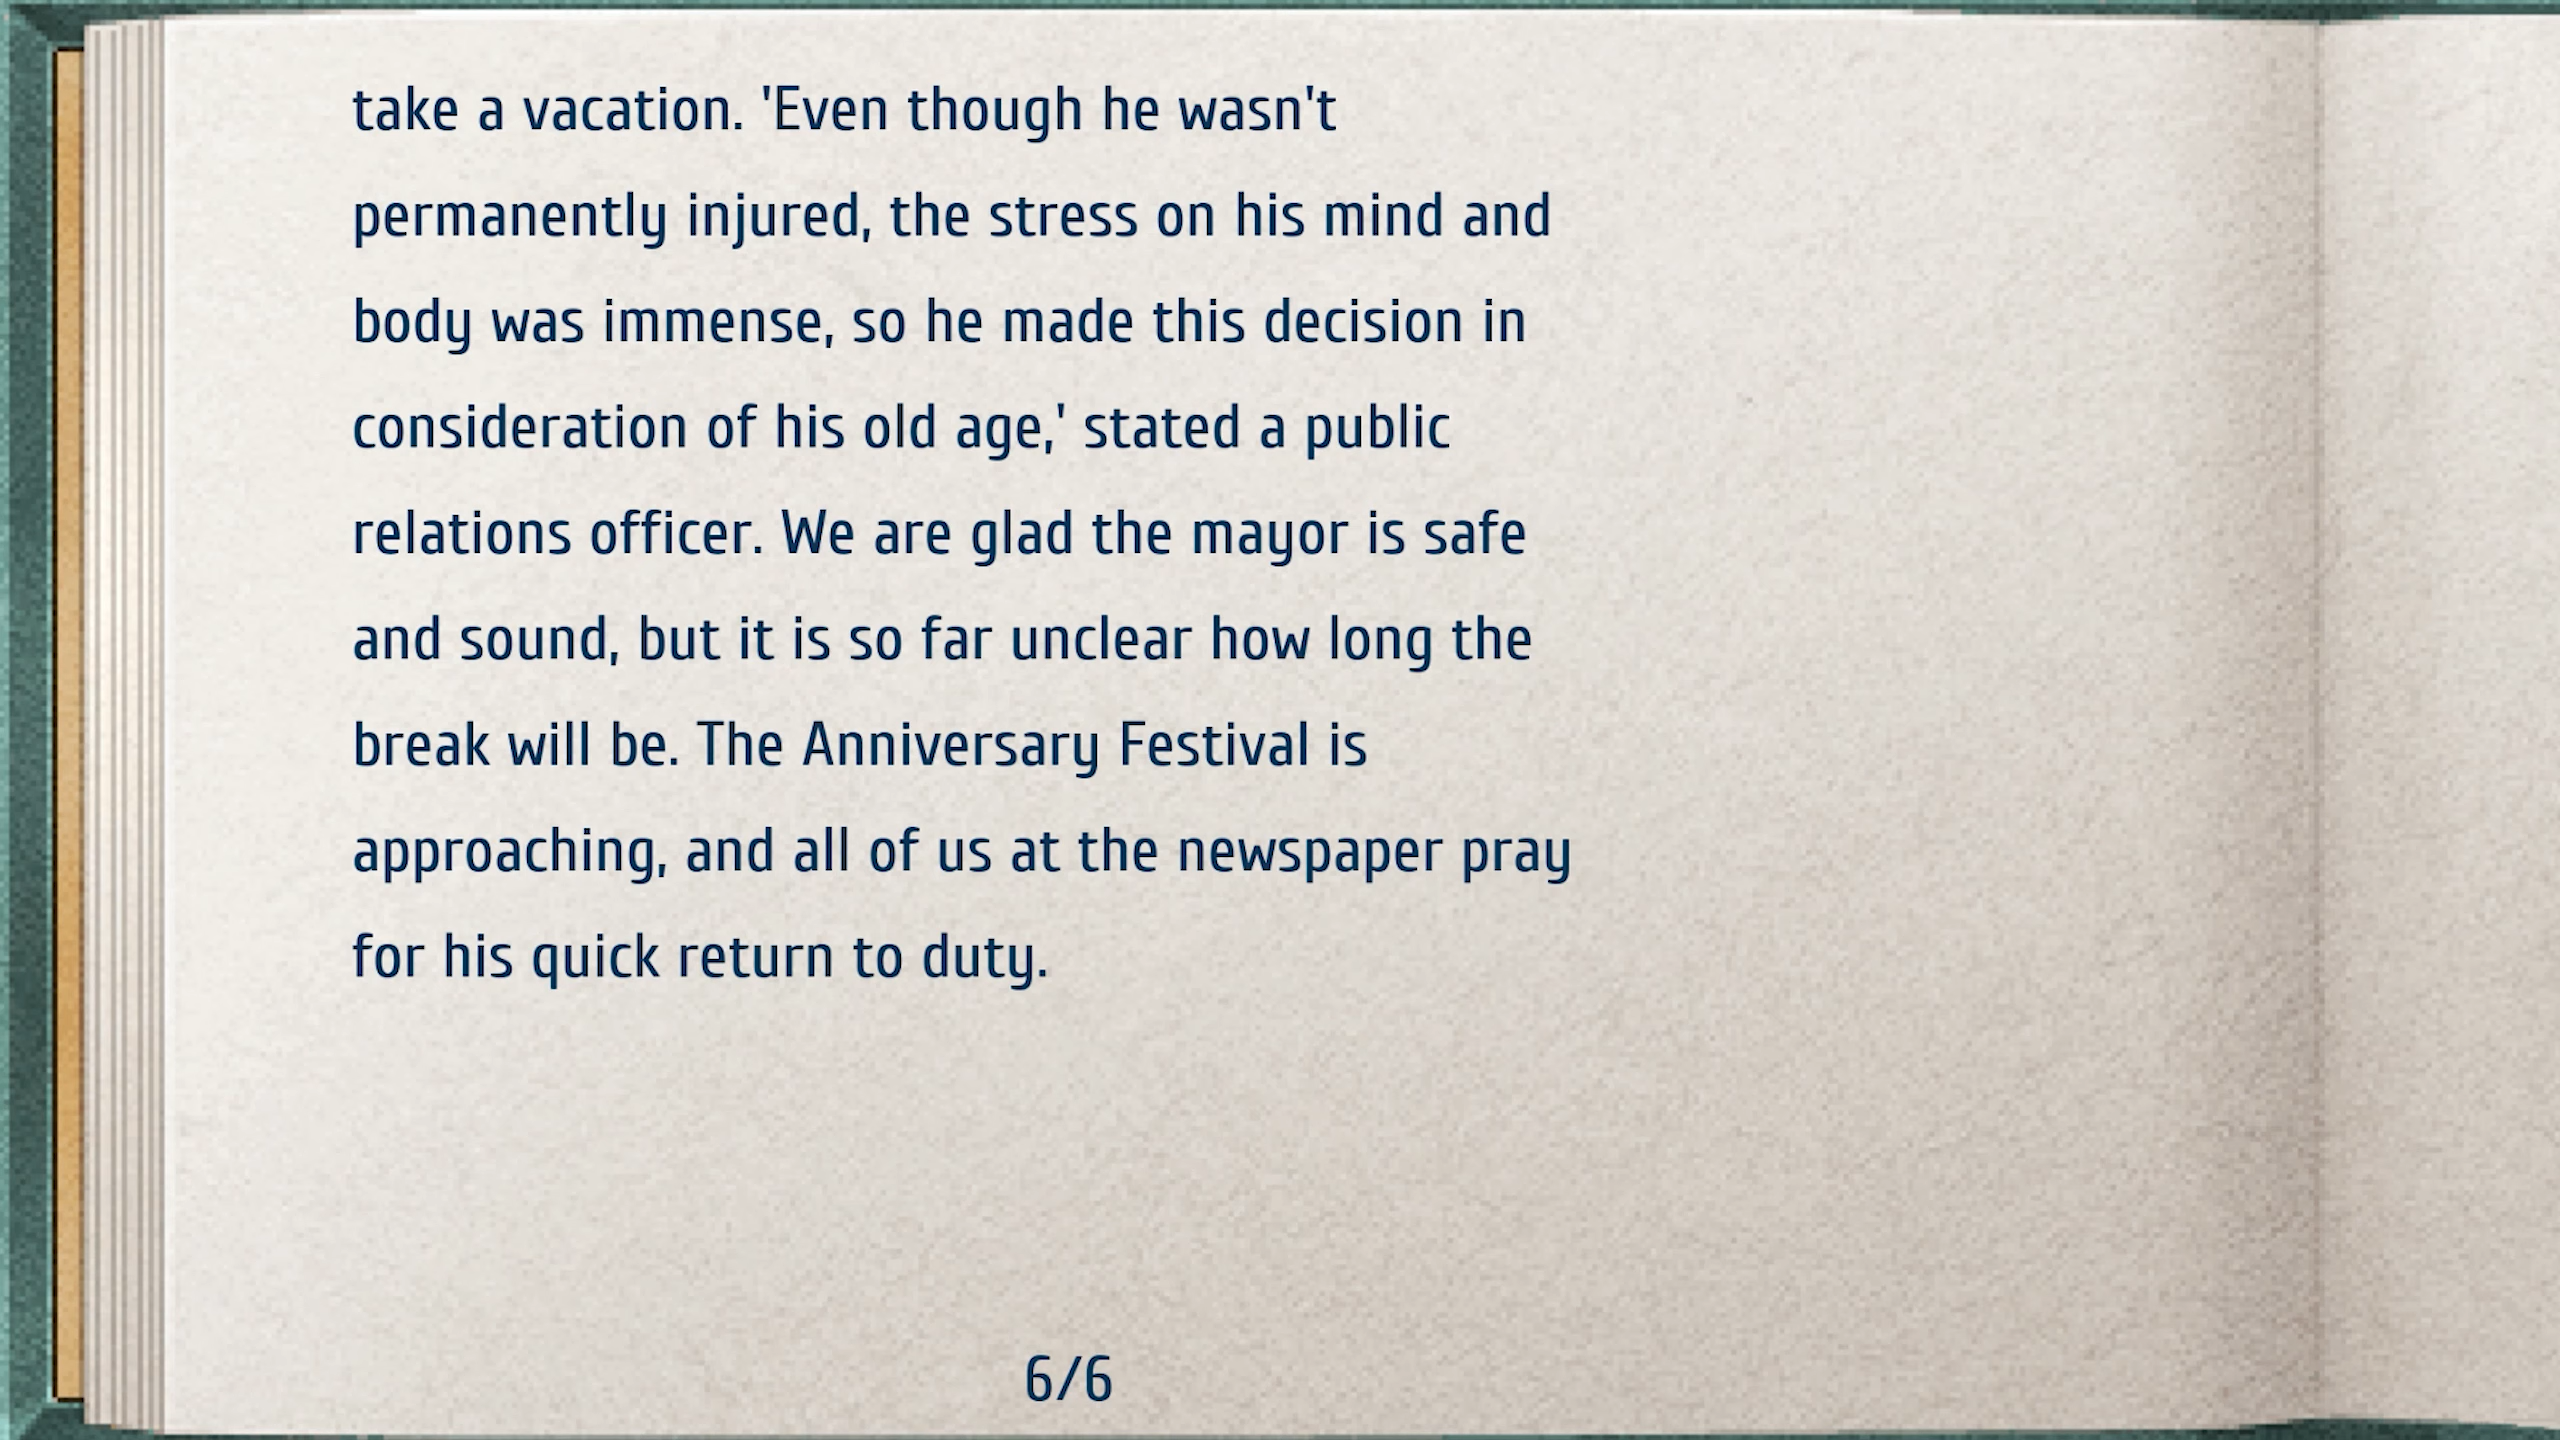 take a vacation. 'Even though he wasn't
permanently injured, the stress on his mind and
body was immense, so he made this decision in
consideration of his old age,' stated a public
relations officer. We are glad the mayor is safe
and sound, but it is so far unclear how long the
break will be. The Anniversary Festival is
approaching, and all of us at the newspaper pray
for his quick return to duty.
6/6